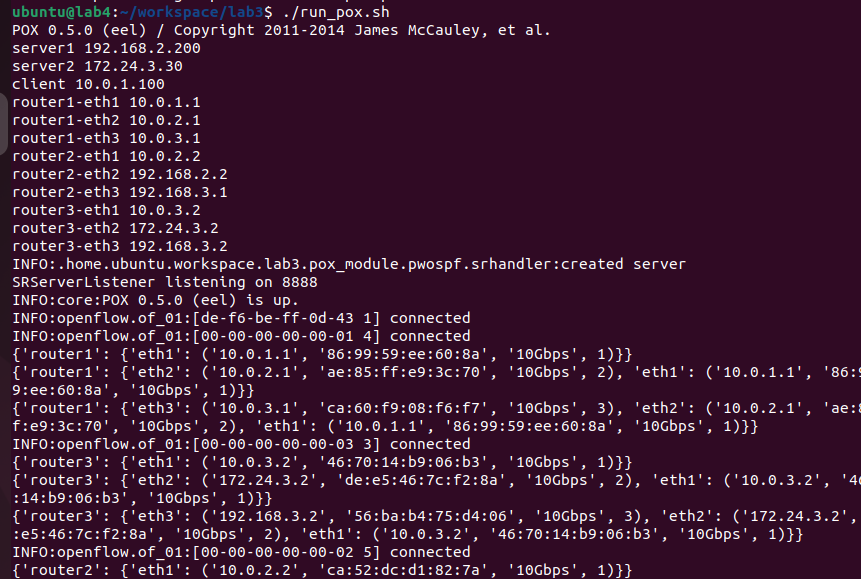 ubuntu@lab4:~/workspace/lab3$ ./run_pox.sh
POX 0.5.0 (eel) / Copyright 2011-2014 James McCauley, et al.
server1 192.168.2.200
server2 172.24.3.30
client 10.0.1.100
router1-eth1 10.0.1.1
router1-eth2 10.0.2.1
router1-eth3 10.0.3.1
router2-eth1 10.0.2.2
router2-eth2 192.168.2.2
router2-eth3 192.168.3.1
router3-eth1 10.0.3.2
router3-eth2 172.24.3.2
router3-eth3 192.168.3.2
INFO:.home.ubuntu.workspace.lab3.pox_module.pwospf.srhandler:created server
SRServerListener listening on 8888
INFO:core:POX 0.5.0 (eel) is up.
INFO:openflow.of_01:[de-f6-be-ff-0d-43 1] connected
INFO:openflow.of_01:[00-00-00-00-00-01 4] connected
{'router1': {'eth1': ('10.0.1.1', '86:99:59:ee:60:8a', '10Gbps', 1)}}
{'router1': {'eth2': ('10.0.2.1', 'ae:85:ff:e9:3c:70', '10Gbps', 2), 'eth1': ('10.0.1.1', '86:9
9:ee:60:8a', '10Gbps', 1)}}
{'router1': {'eth3': ('10.0.3.1', 'ca:60:f9:08:f6:f7', '10Gbps', 3), 'eth2': ('10.0.2.1', 'ae:8
f:e9:3c:70', '10Gbps', 2), 'eth1': ('10.0.1.1', '86:99:59:ee:60:8a', '10Gbps', 1)}}
INFO:openflow.of_01:[00-00-00-00-00-03 3] connected
{'router3': {'eth1': ('10.0.3.2', '46:70:14:b9:06:b3', '10Gbps', 1)}}
{'router3': {'eth2': ('172.24.3.2', 'de:e5:46:7c:f2:8a', '10Gbps', 2), 'eth1': ('10.0.3.2', '46
:14:b9:06:b3', '10Gbps', 1)}}
{'router3': {'eth3': ('192.168.3.2', '56:ba:b4:75:d4:06', '10Gbps', 3), 'eth2': ('172.24.3.2',
:e5:46:7c:f2:8a', '10Gbps', 2), 'eth1': ('10.0.3.2', '46:70:14:b9:06:b3', '10Gbps', 1)}}
INFO:openflow.of_01:[00-00-00-00-00-02 5] connected
{'router2': {'eth1': ('10.0.2.2', 'ca:52:dc:d1:82:7a', '10Gbps', 1)}}